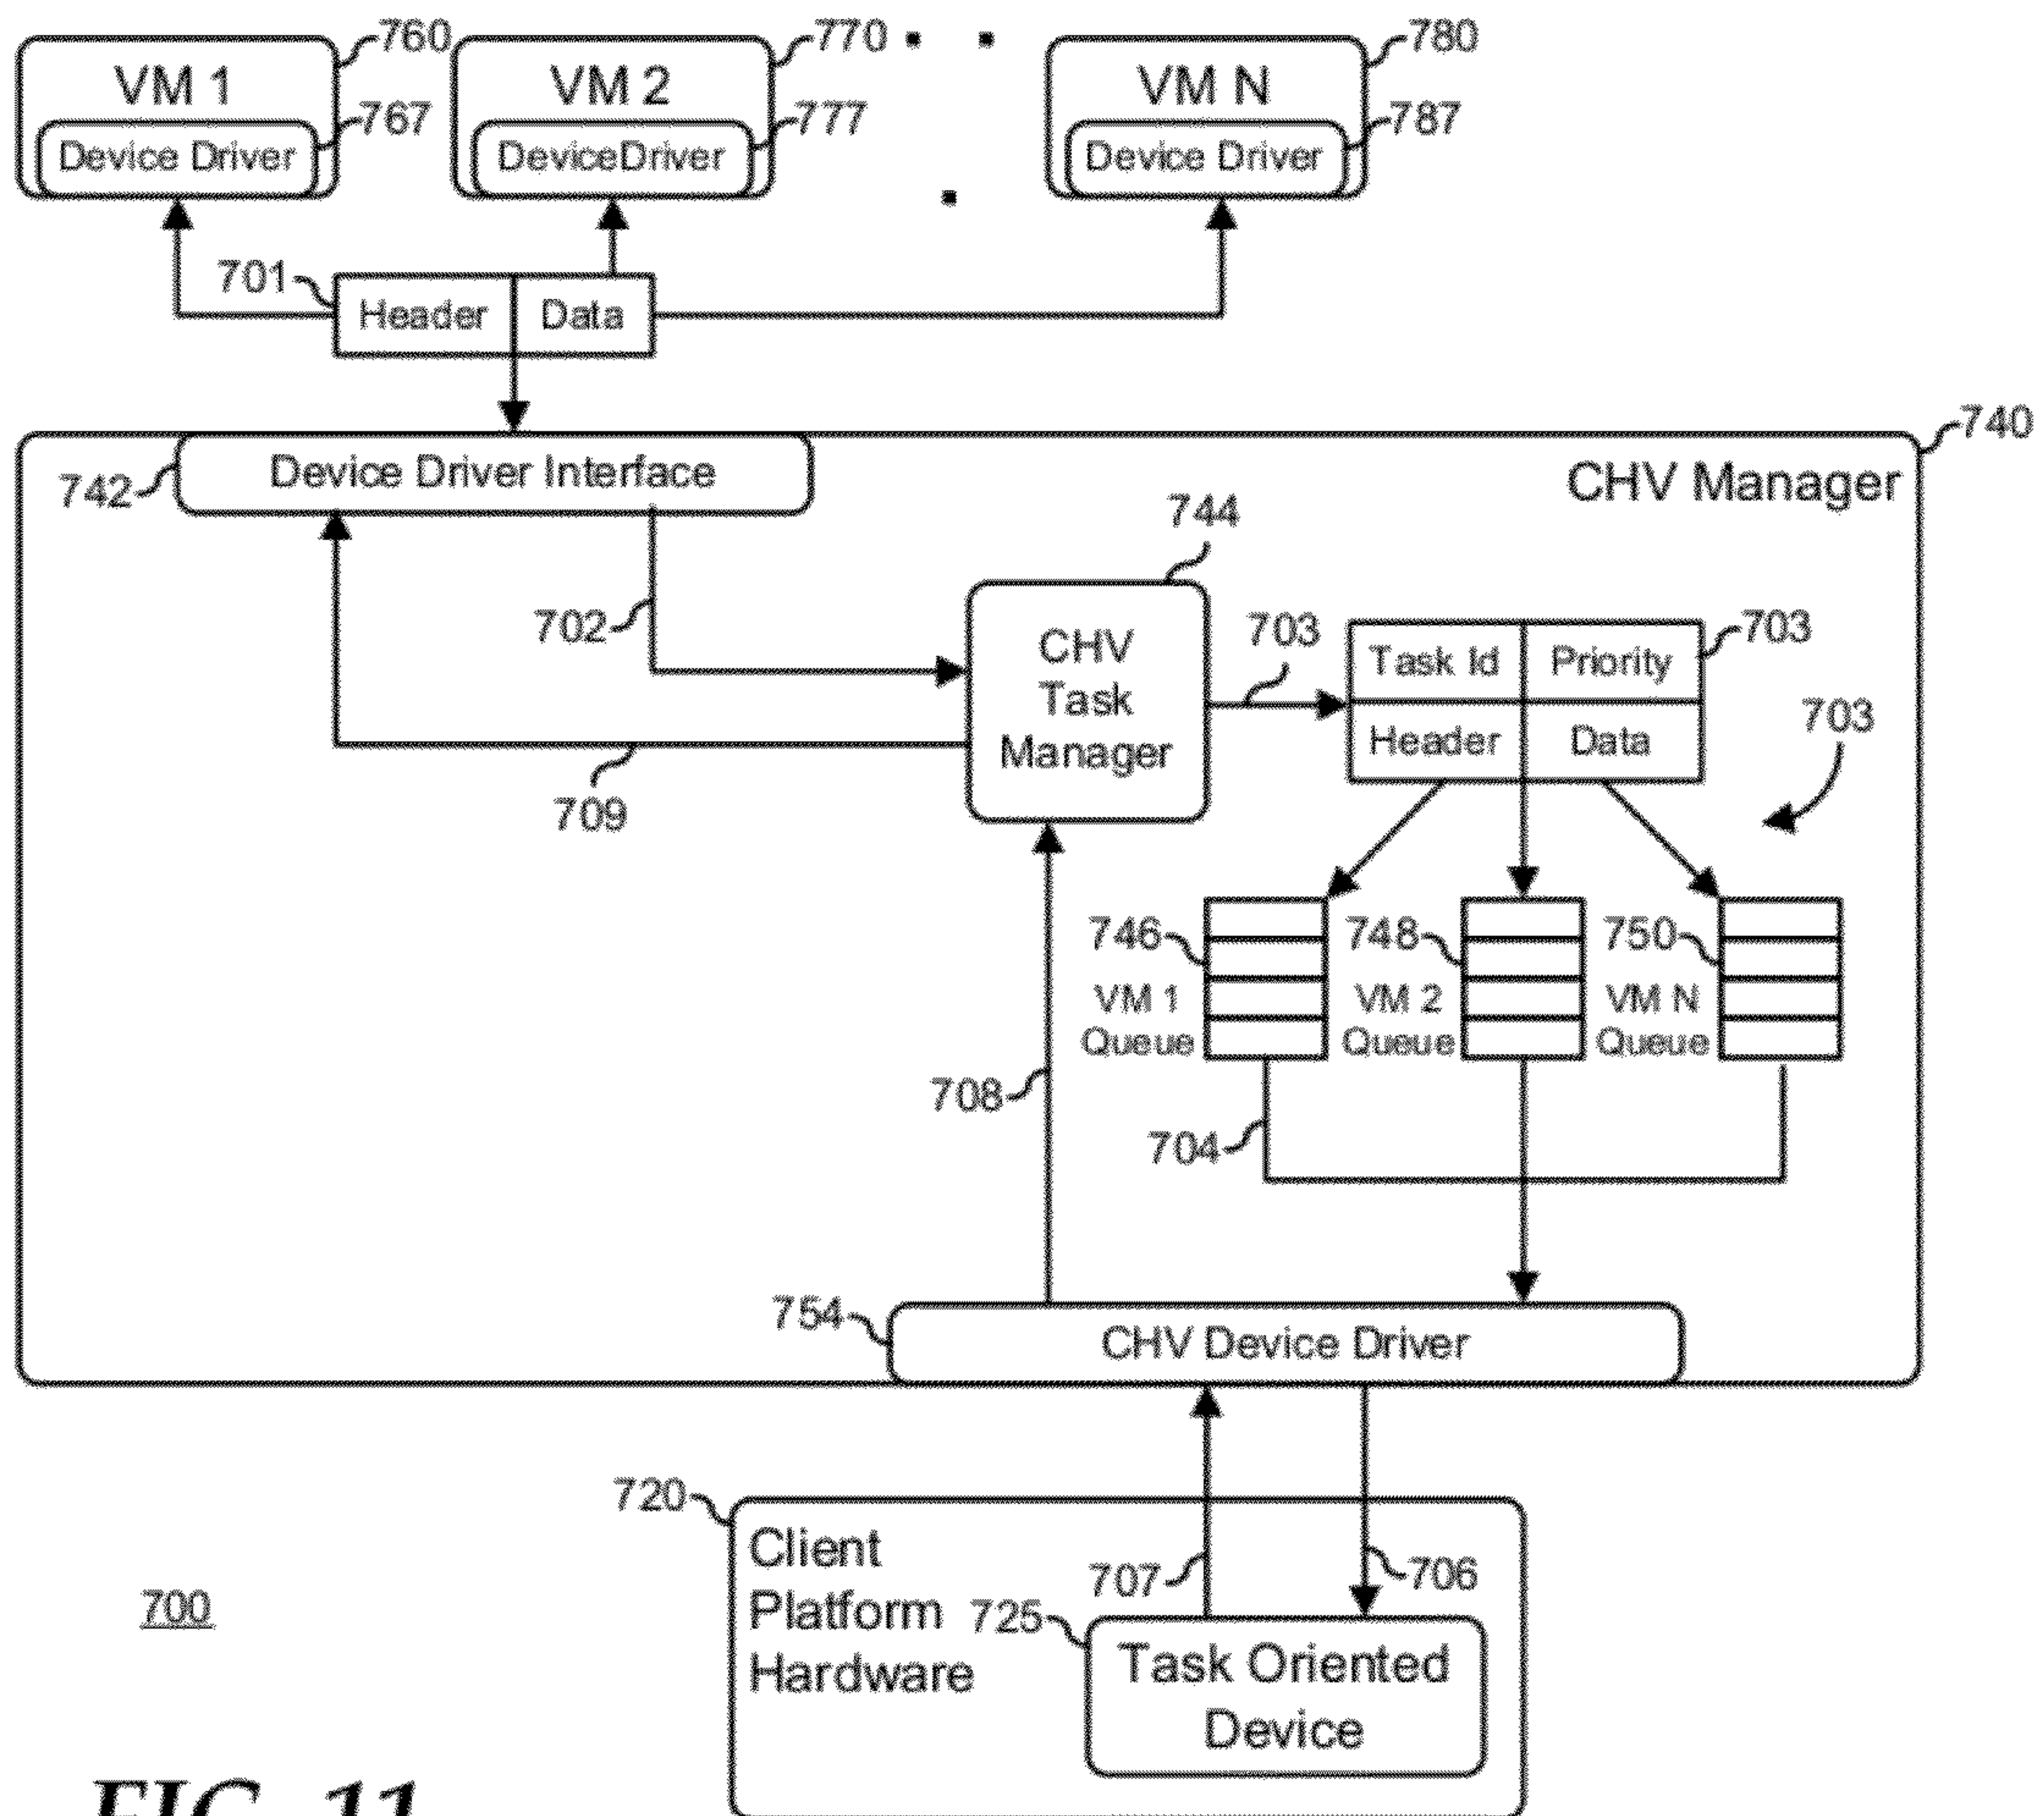 760
770
780
VM 1
VM 2
VM N
767
777
787
Device Driver
DeviceDriver
Device Driver
701
Header
Data
740
Device Driver Interface
CHV Manager
742
744
702
CHV
Task
Manager
703
703
Task Id
Priority
Header
Data
703
709
746
748
750
VM 1
Queue
VM 2
Queue
VM N
Queue
708
704
754
CHV Device Driver
720
Client
Platform
Hardware
707
706
700
725
Task Oriented
Device
FIG. 11